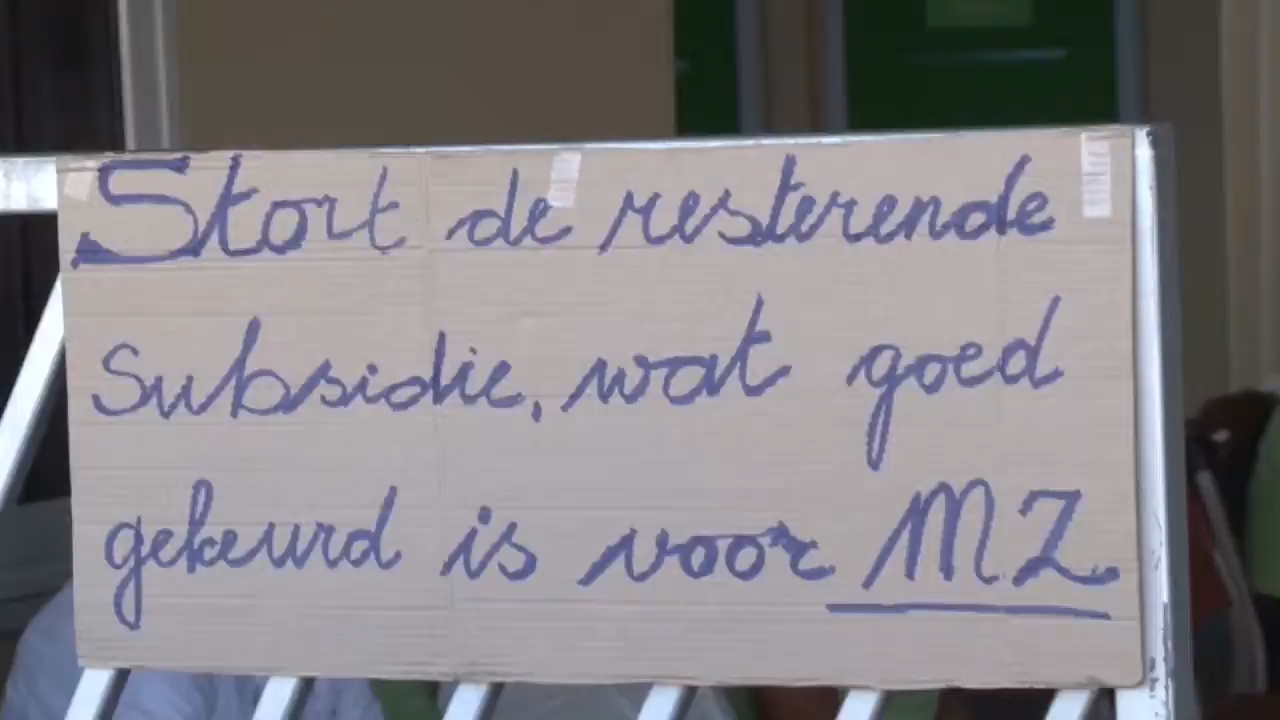 Stort de resterende
Subsidie, wat goed
gekeurd is voor MZ